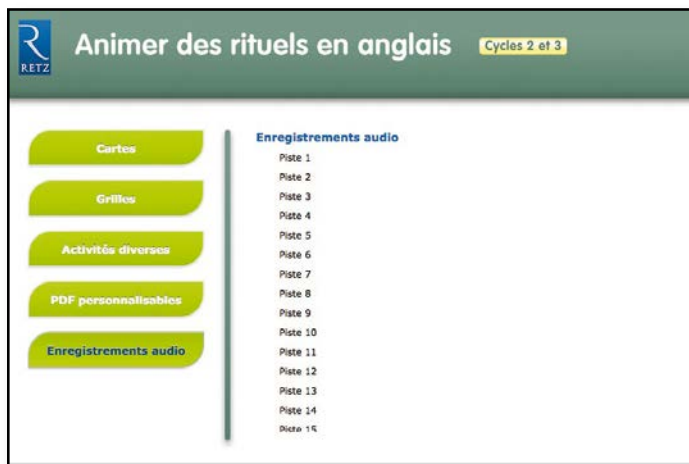 RETZ
Animer des rituels en anglais Cycles 2 et 3
Cartes
Grilles
Activités diverses
PDF personnalisables
Enregistrements audio
Enregistrements audio
Piste 1
Piste 2
Piste 3
Piste 4
Piste 5
Piste 6
Piste 7
Piste 8
Piste 9
Piste 10
Piste 11
Piste 12
Piste 13
Piste 14
Piste 15